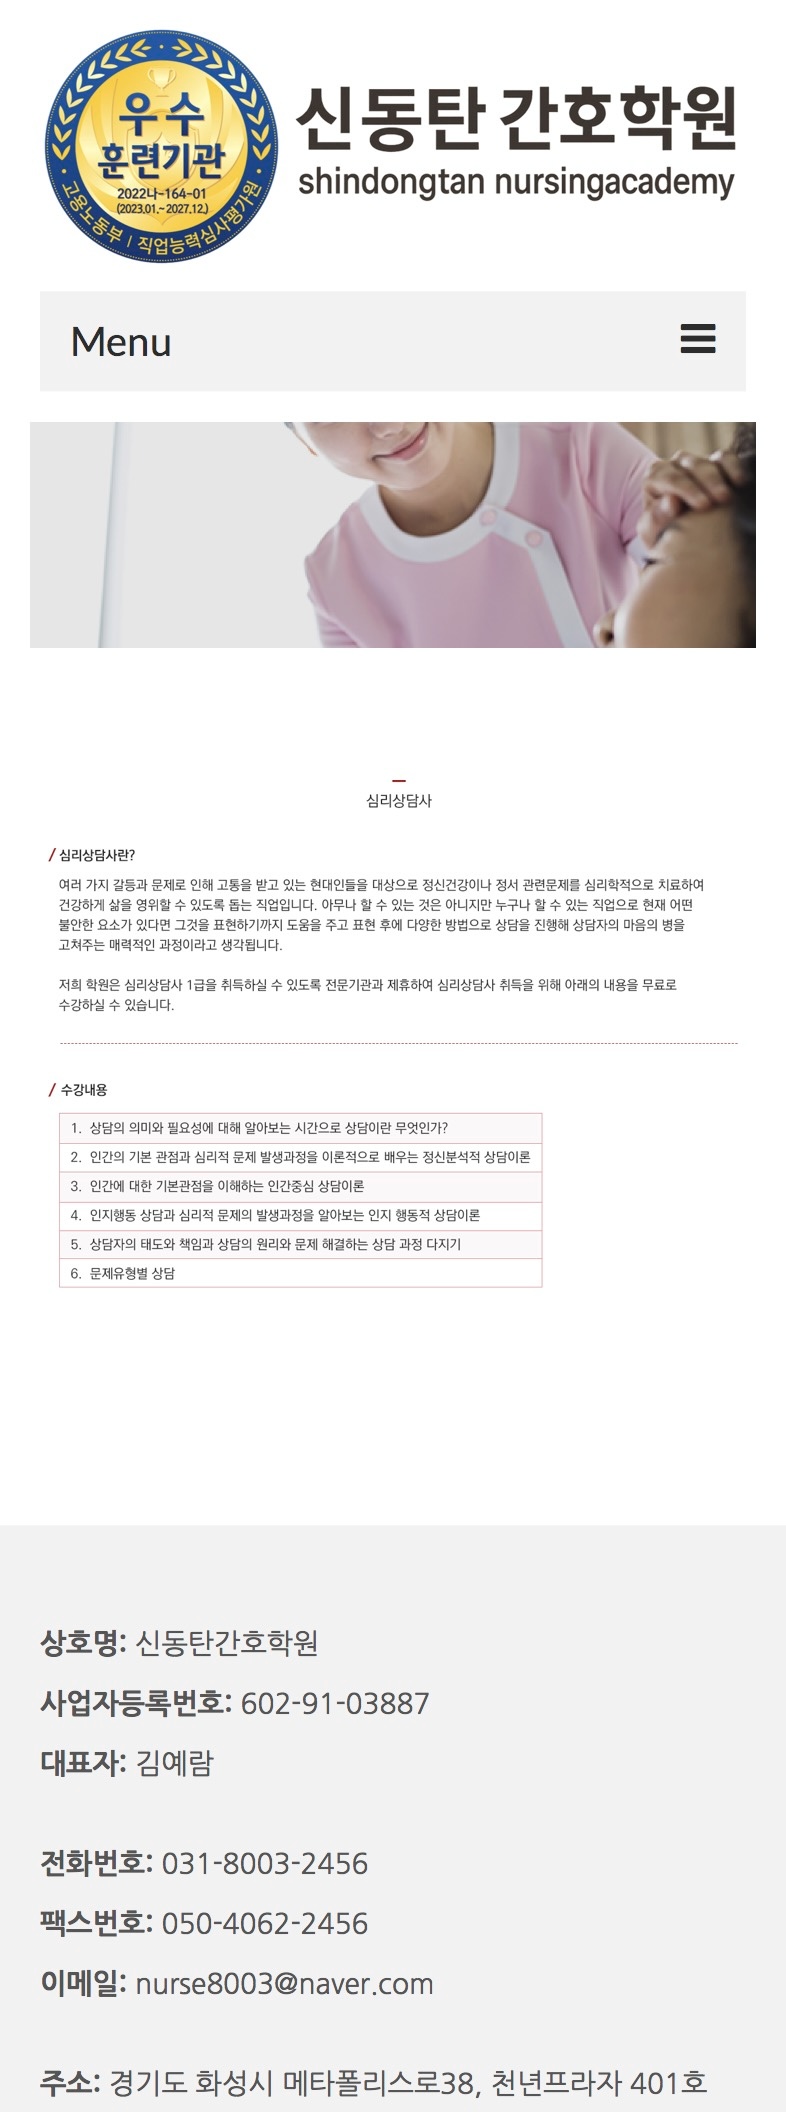 우수
훈련기관
2022나-164-01
(2023.01.~2027.12.)
고용노동부 | 직업능력심사평가원
신동탄 간호학원
shindongtan nursingacademy
Menu
심리상담사
/ 심리상담사란?
여러 가지 갈등과 문제로 인해 고통을 받고 있는 현대인들을 대상으로 정신건강이나 정서 관련문제를 심리학적으로 치료하여
건강하게 삶을 영위할 수 있도록 돕는 직업입니다. 아무나 할 수 있는 것은 아니지만 누구나 할 수 있는 직업으로 현재 어떤
불안한 요소가 있다면 그것을 표현하기까지 도움을 주고 표현 후에 다양한 방법으로 상담을 진행해 상담자의 마음의 병을
고쳐주는 매력적인 과정이라고 생각됩니다.
저희 학원은 심리상담사 1급을 취득하실 수 있도록 전문기관과 제휴하여 심리상담사 취득을 위해 아래의 내용을 무료로
수강하실 수 있습니다.
/ 수강내용
1. 상담의 의미와 필요성에 대해 알아보는 시간으로 상담이란 무엇인가?
2. 인간의 기본 관점과 심리적 문제 발생과정을 이론적으로 배우는 정신분석적 상담이론
3. 인간에 대한 기본관점을 이해하는 인간중심 상담이론
4. 인지행동 상담과 심리적 문제의 발생과정을 알아보는 인지 행동적 상담이론
5. 상담자의 태도와 책임과 상담의 원리와 문제 해결하는 상담 과정 다지기
6. 문제유형별 상담
상호명: 신동탄간호학원
사업자등록번호: 602-91-03887
대표자: 김예람
전화번호: 031-8003-2456
팩스번호: 050-4062-2456
이메일: nurse8003@naver.com
주소: 경기도 화성시 메타폴리스로38, 천년프라자 401호